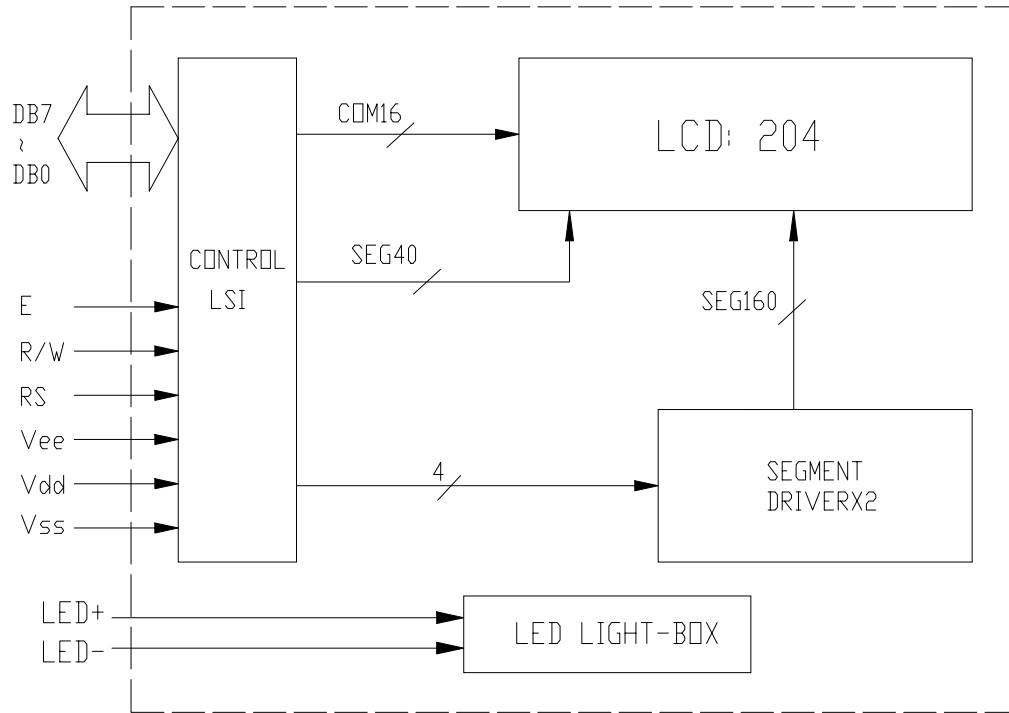 DB7
~
DB0
COM16
LCD: 204
CONTROL
LSI
SEG40
SEG160
E
R/W
RS
Vee
Vdd
Vss
4
SEGMENT
DRIVERX2
LED+
LED-
LED LIGHT-BOX